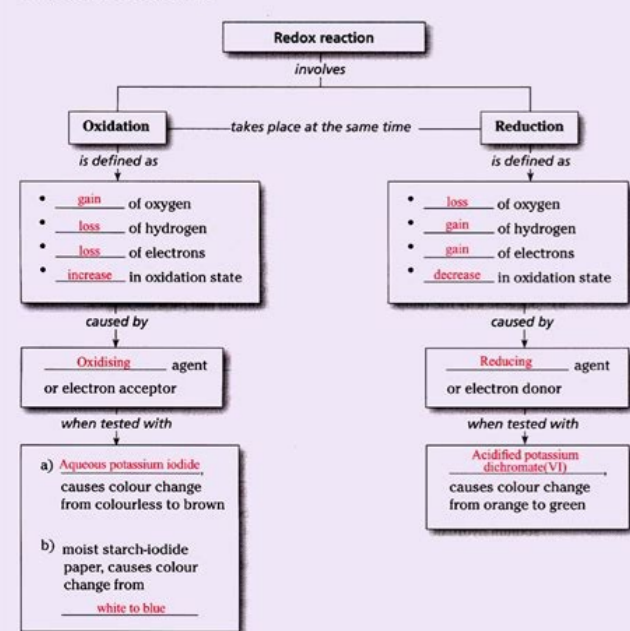 Redox reaction
involves
Oxidation
takes place at the same time
Reduction
is defined as
• gain of oxygen
• loss of hydrogen
• loss of electrons
• increase in oxidation state
is defined as
• loss of oxygen
• gain of hydrogen
• gain of electrons
• decrease in oxidation state
caused by
Oxidising agent
or electron acceptor
caused by
Reducing agent
or electron donor
when tested with
a) Aqueous potassium iodide,
causes colour change
from colourless to brown
b) moist starch-iodide
paper, causes colour
change from
white to blue
when tested with
Acidified potassium
dichromate(VI),
causes colour change
from orange to green